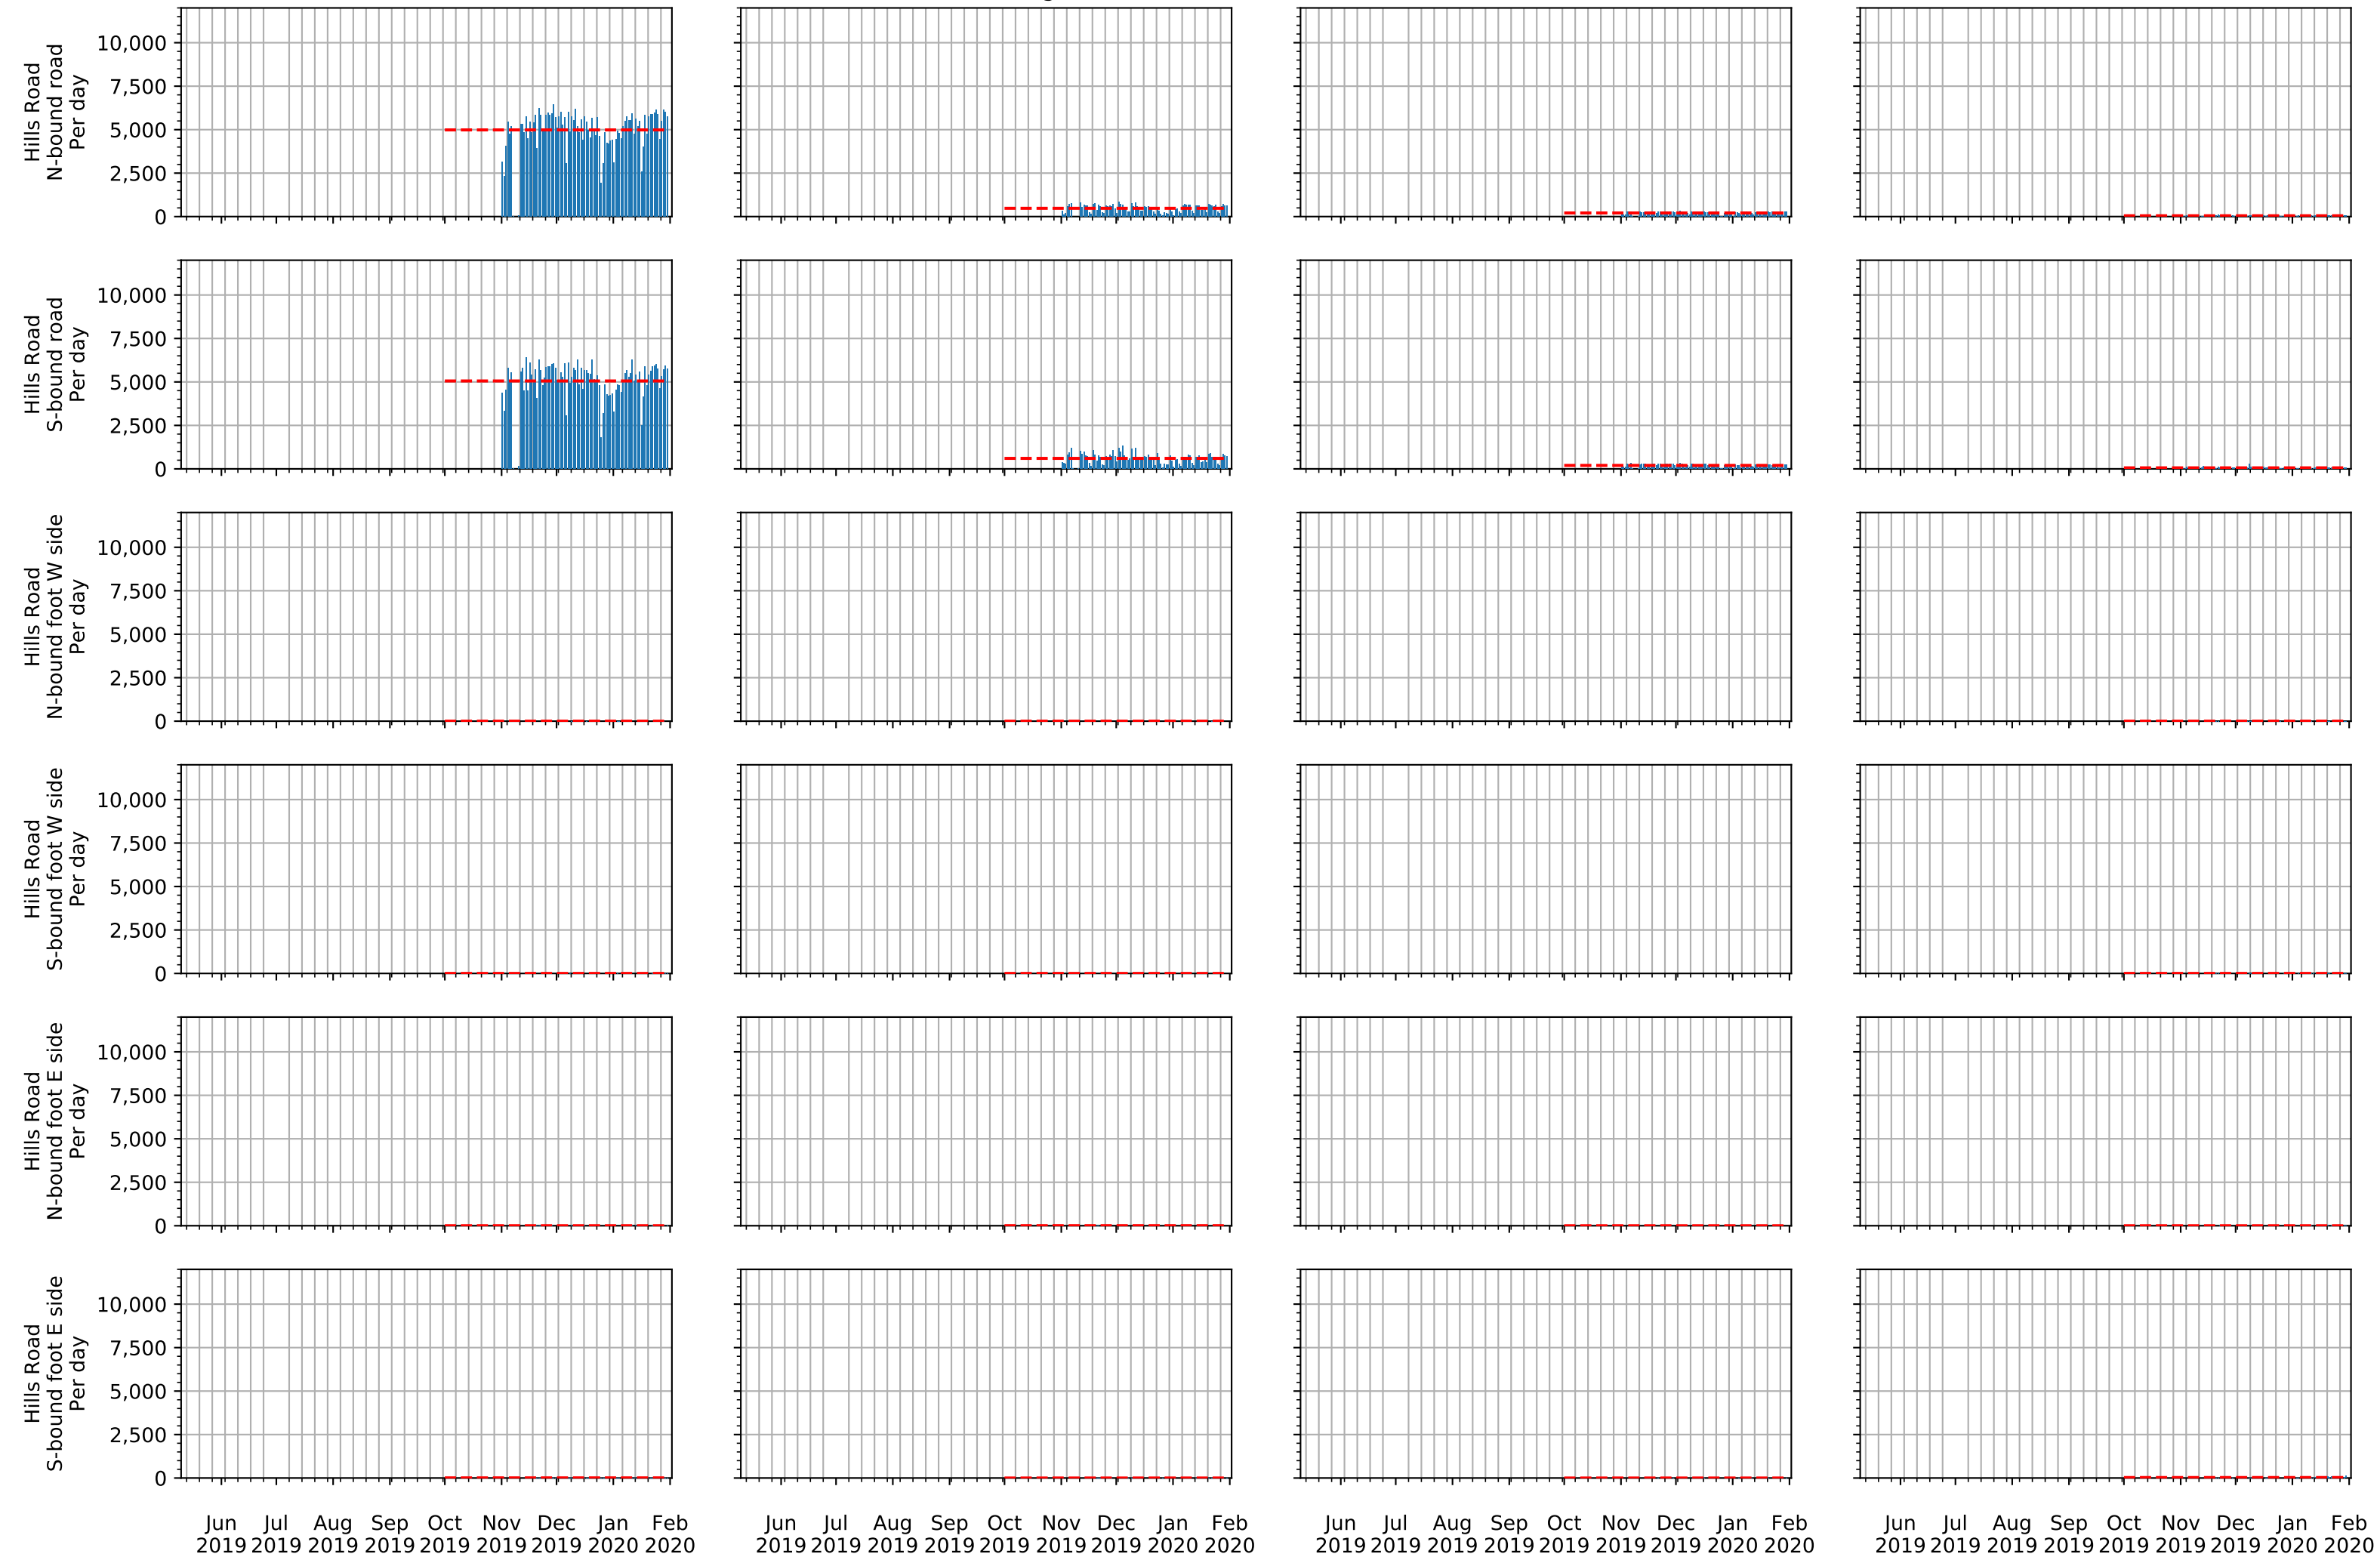 Hills Road
N-bound road
Per day
10,000
7,500
5,000
2,500
0
Hills Road
S-bound road
Per day
10,000
7,500
5,000
2,500
0
Hills Road
N-bound foot W side
Per day
10,000
7,500
5,000
2,500
0
Hills Road
S-bound foot W side
Per day
10,000
7,500
5,000
2,500
0
Hills Road
N-bound foot E side
Per day
10,000
7,500
5,000
2,500
0
Hills Road
S-bound foot E side
Per day
10,000
7,500
5,000
2,500
0
Jun Jul Aug Sep Oct Nov Dec Jan Feb
2019 2019 2019 2019 2019 2019 2019 2020 2020
Jun Jul Aug Sep Oct Nov Dec Jan Feb
2019 2019 2019 2019 2019 2019 2019 2020 2020
Jun Jul Aug Sep Oct Nov Dec Jan Feb
2019 2019 2019 2019 2019 2019 2019 2020 2020
Jun Jul Aug Sep Oct Nov Dec Jan Feb
2019 2019 2019 2019 2019 2019 2019 2020 2020